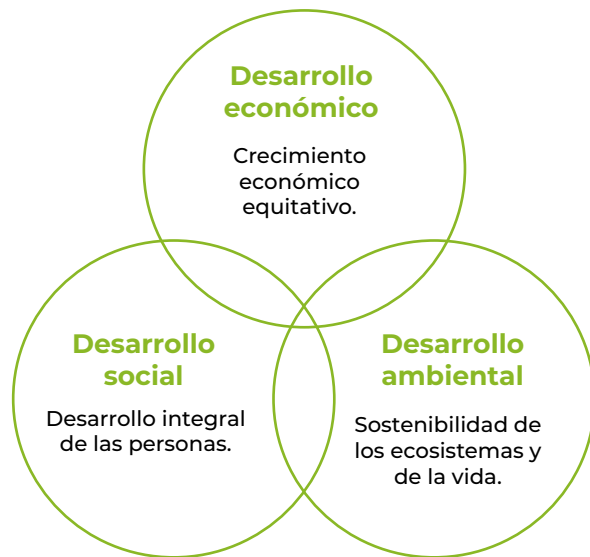 Desarrollo
económico
Crecimiento
económico
equitativo.
Desarrollo
social
Desarrollo integral
de las personas.
Desarrollo
ambiental
Sostenibilidad de
los ecosistemas y
de la vida.